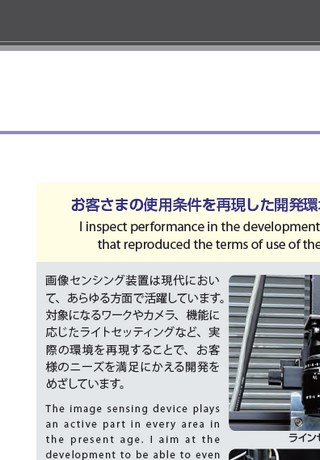 お客さまの使用条件を再現した開発環
I inspect performance in the development
that reproduced the terms of use of the
画像センシング装置は現代におい
て、あらゆる方面で活躍しています。
対象になるワークやカメラ、機能に
応じたライトセッティングなど、実
際の環境を再現することで、お客
様のニーズを満足にかえる開発を
めざしています。
The image sensing device plays
an active part in every area in
the present age. I aim at the
development to be able to even
ライン